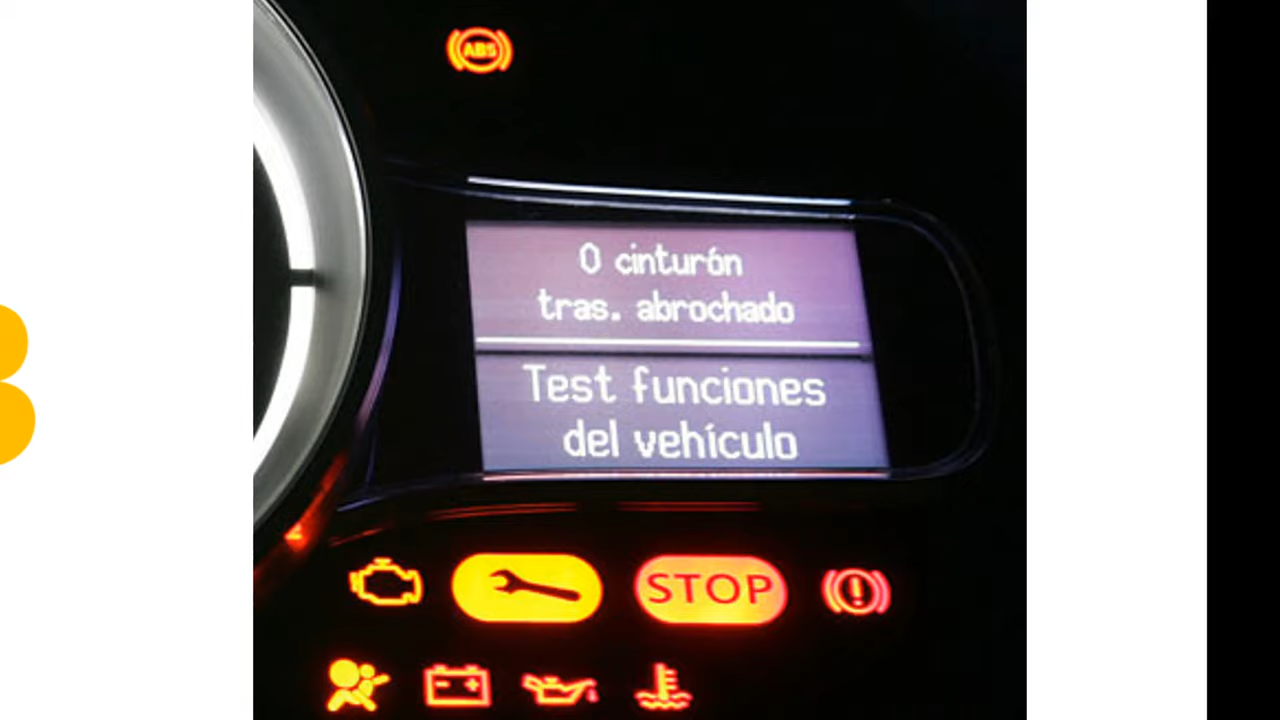 ABS
0 cinturón
tras. abrochado
Test funciones
del vehículo
STOP